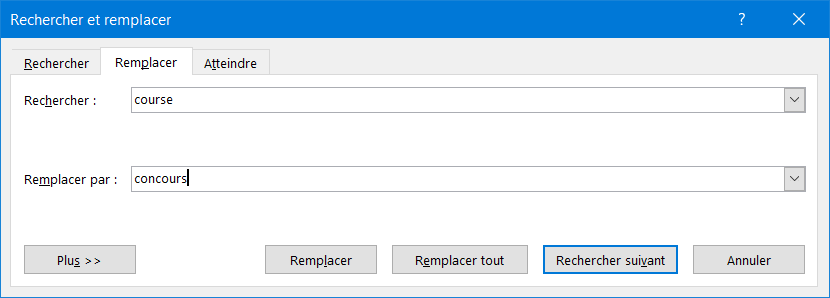 Rechercher et remplacer ?
Rechercher Remplacer Atteindre
Rechercher : course
Remplacer par : concours
Plus >> Remplacer Remplacer tout Rechercher suivant Annuler